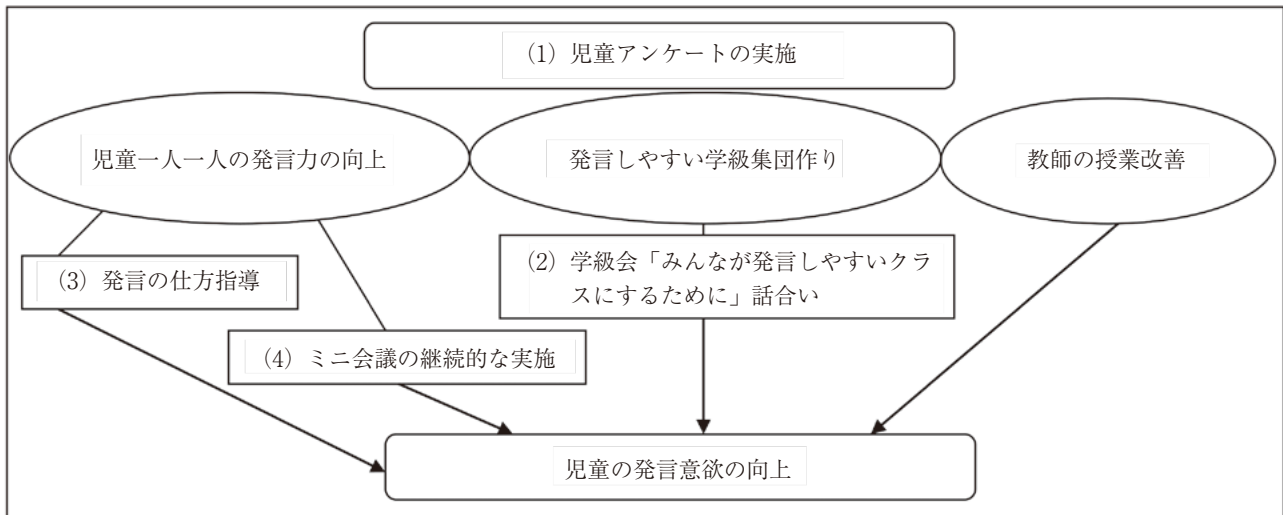 (1) 児童アンケートの実施
児童一人一人の発言力の向上
発言しやすい学級集団作り
教師の授業改善
(3) 発言の仕方指導
(2) 学級会「みんなが発言しやすいクラ
スにするために」話合い
(4) ミニ会議の継続的な実施
児童の発言意欲の向上